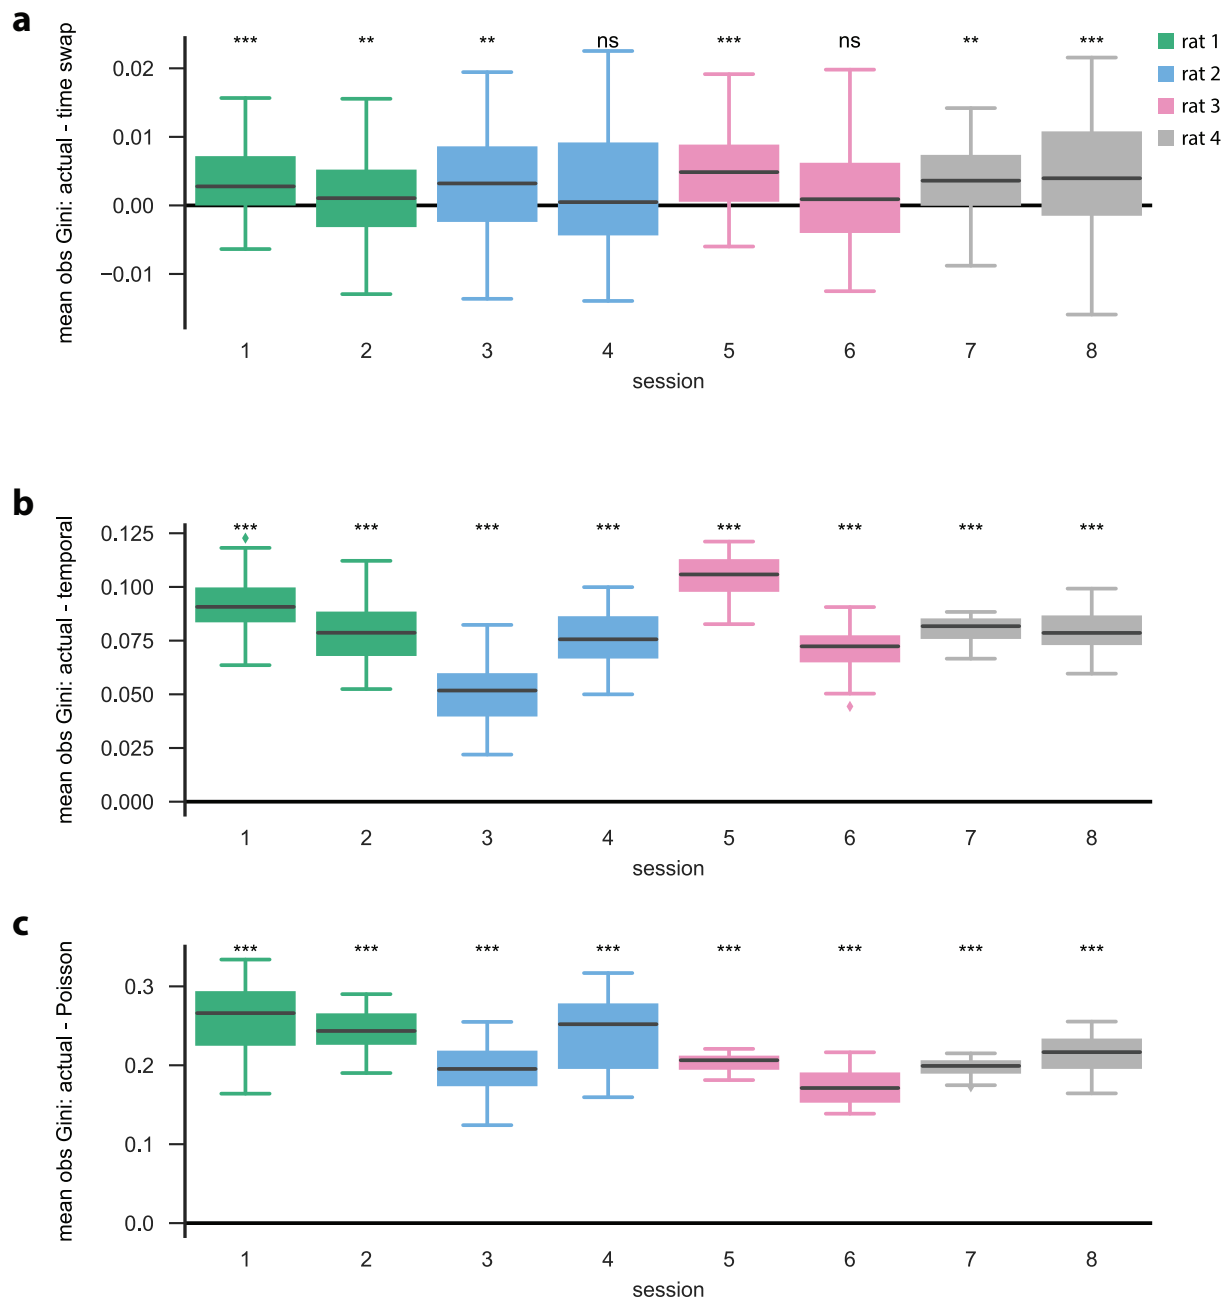 a
*** ** ** ns *** ns ** ***
rat 1
rat 2
rat 3
rat 4
mean obs Gini: actual - time swap
0.02
0.01
0.00
−0.01
1 2 3 4 5 6 7 8
session
b
*** *** *** *** *** *** *** ***
mean obs Gini: actual - temporal
0.125
0.100
0.075
0.050
0.025
0.000
1 2 3 4 5 6 7 8
session
c
*** *** *** *** *** *** *** ***
mean obs Gini: actual - Poisson
0.3
0.2
0.1
0.0
1 2 3 4 5 6 7 8
session